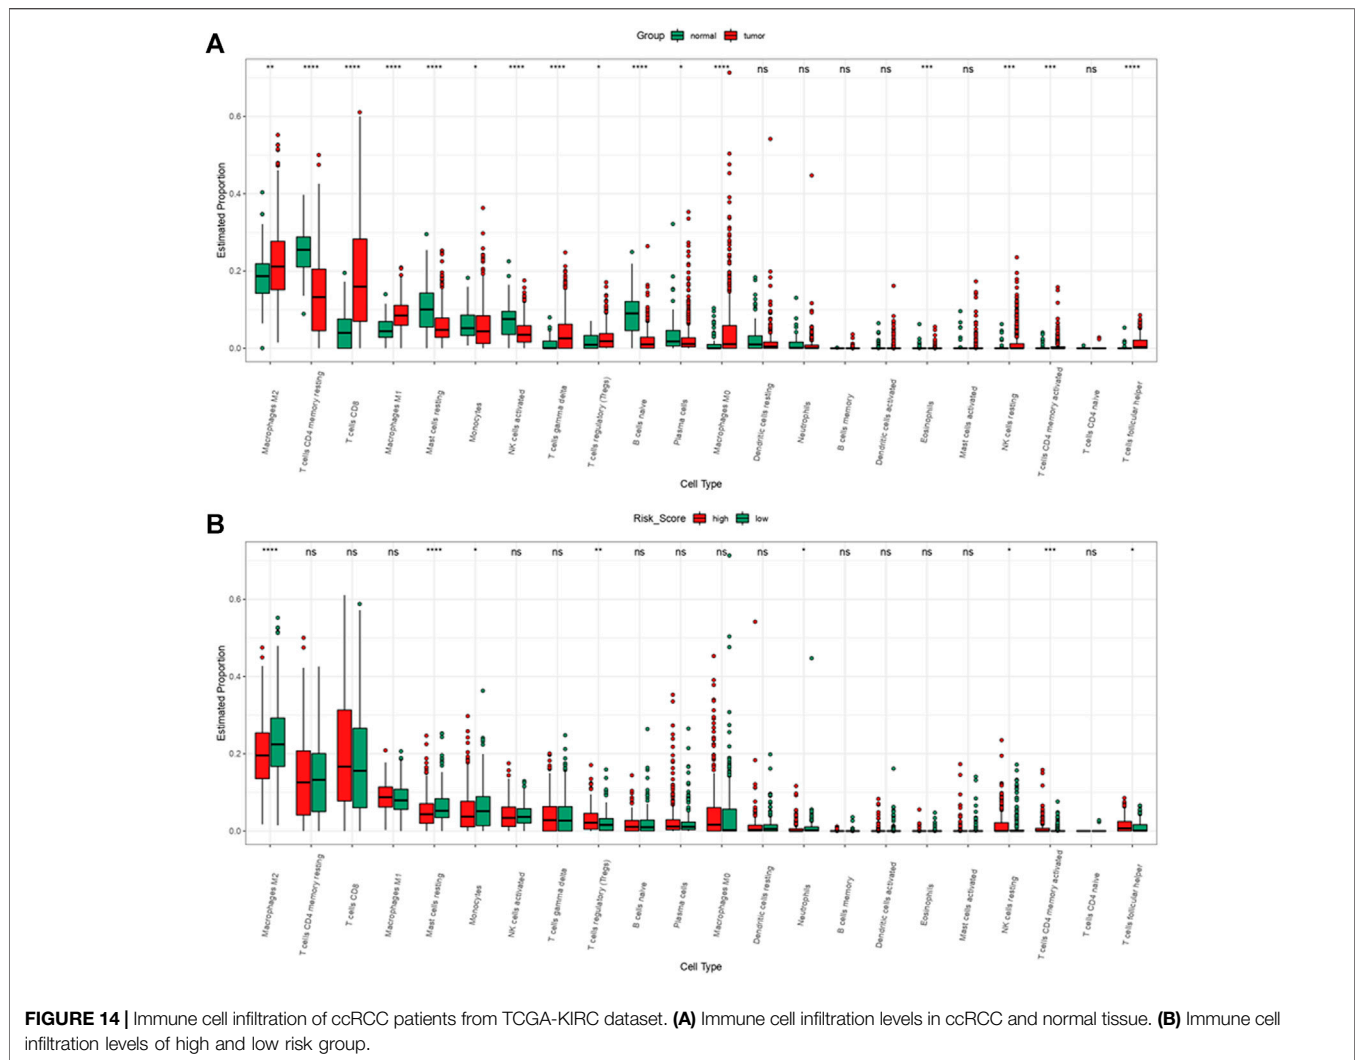 A
Group normal tumor
** **** **** **** **** * **** **** * **** * **** ns ns ns ns *** ns *** *** ns ****
Estimated Proportion
0.6
0.4
0.2
0.0
Macrophages M2
T cells CD4 memory resting
T cells CD8
Macrophages M1
Mast cells resting
Monocytes
NK cells activated
T cells gamma delta
T cells regulatory (Tregs)
B cells naive
Plasma cells
Macrophages M0
Dendritic cells resting
Neutrophils
B cells memory
Dendritic cells activated
Eosinophils
Mast cells activated
NK cells resting
T cells CD4 memory activated
T cells CD4 naive
T cells follicular helper
Cell Type
B
Risk_Score high low
**** ns ns ns **** * ns ns ** ns ns ns ns * ns ns ns ns * *** ns *
Estimated Proportion
0.6
0.4
0.2
0.0
Macrophages M2
T cells CD4 memory resting
T cells CD8
Macrophages M1
Mast cells resting
Monocytes
NK cells activated
T cells gamma delta
T cells regulatory (Tregs)
B cells naive
Plasma cells
Macrophages M0
Dendritic cells resting
Neutrophils
B cells memory
Dendritic cells activated
Eosinophils
Mast cells activated
NK cells resting
T cells CD4 memory activated
T cells CD4 naive
T cells follicular helper
Cell Type
FIGURE 14 | Immune cell infiltration of ccRCC patients from TCGA-KIRC dataset. (A) Immune cell infiltration levels in ccRCC and normal tissue. (B) Immune cell
infiltration levels of high and low risk group.